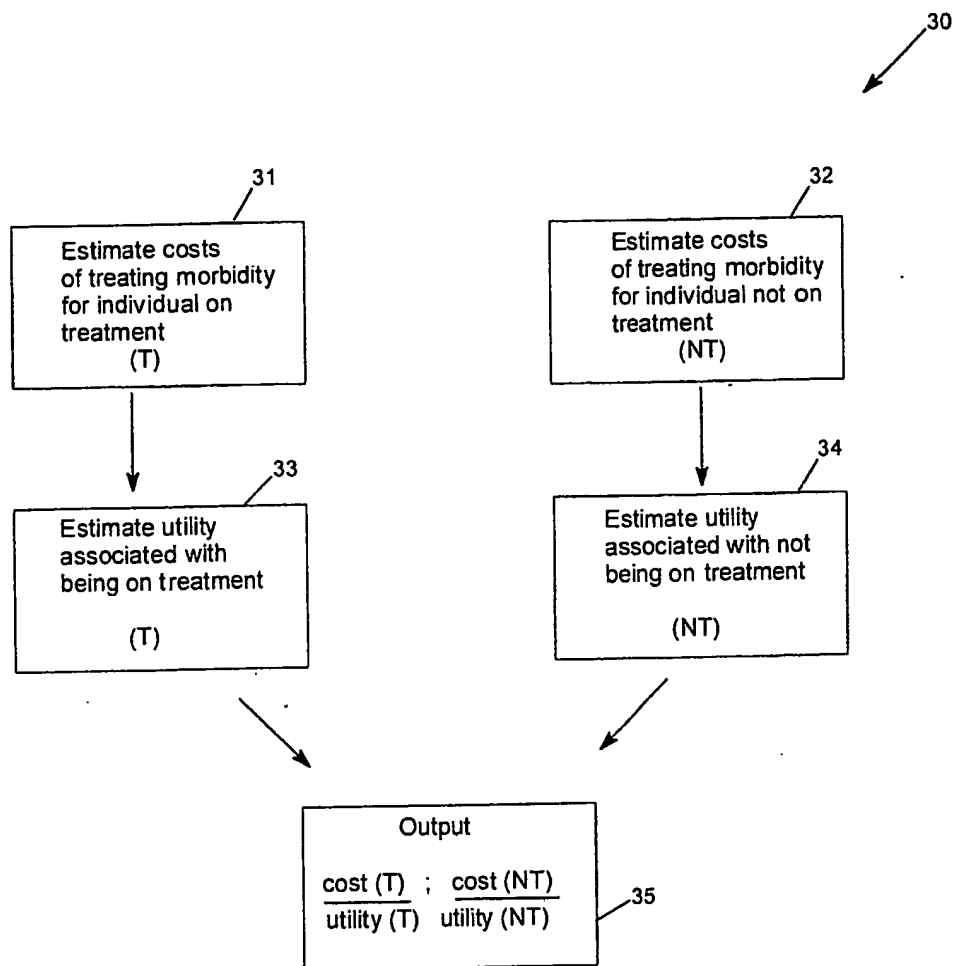 30
31
Estimate costs
of treating morbidity
for individual on
treatment
(T)
32
Estimate costs
of treating morbidity
for individual not on
treatment
(NT)
33
Estimate utility
associated with
being on treatment
(T)
34
Estimate utility
associated with not
being on treatment
(NT)
Output
cost (T) ; cost (NT)
utility (T) utility (NT)
35